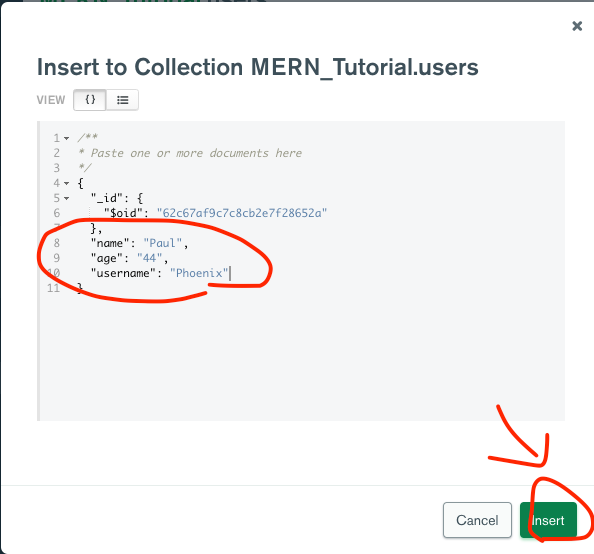 Insert to Collection MERN_Tutorial.users
VIEW {}
1 /**
2 * Paste one or more documents here
3 */
4 {
5 "_id": {
6 "$oid": "62c67af9c7c8cb2e7f28652a"
7 },
8 "name": "Paul",
9 "age": "44",
10 "username": "Phoenix"
11 }
Cancel Insert